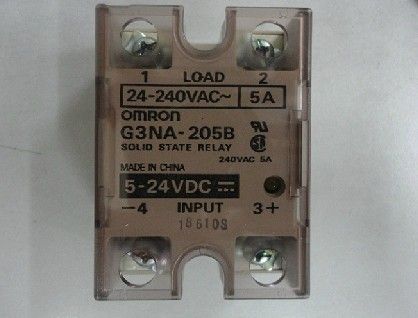 1 LOAD 2
24-240VAC~ 5A
OMRON
G3NA-205B
SOLID STATE RELAY
240VAC 5A
MADE IN CHINA
5-24VDC
−4 INPUT 3+